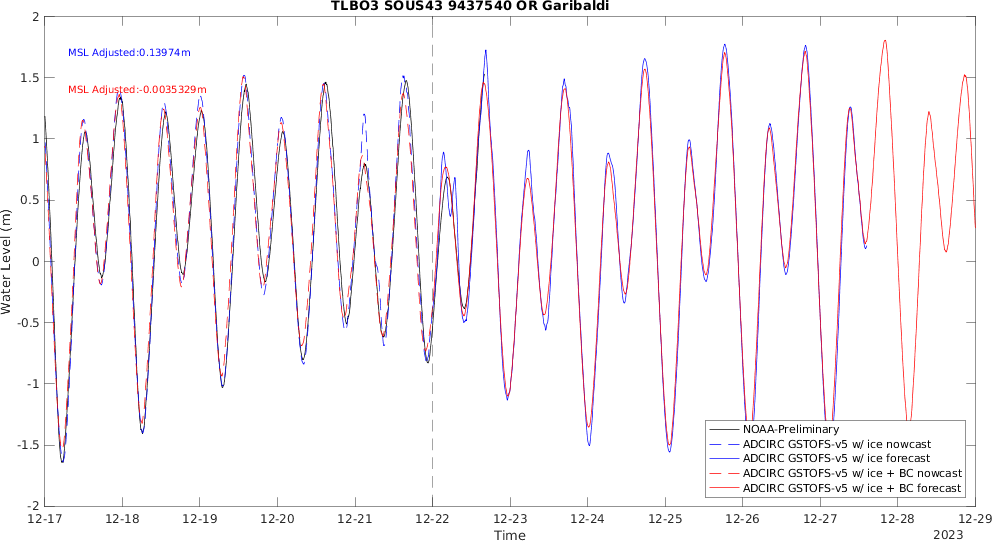 TLBO3 SOUS43 9437540 OR Garibaldi
MSL Adjusted:0.13974m
MSL Adjusted:-0.0035329m
Water Level (m)
2
1.5
1
0.5
0
-0.5
-1
-1.5
-2
NOAA-Preliminary
ADCIRC GSTOFS-v5 w/ ice nowcast
ADCIRC GSTOFS-v5 w/ ice forecast
ADCIRC GSTOFS-v5 w/ ice + BC nowcast
ADCIRC GSTOFS-v5 w/ ice + BC forecast
12-17 12-18 12-19 12-20 12-21 12-22 12-23 12-24 12-25 12-26 12-27 12-28 12-29
Time
2023